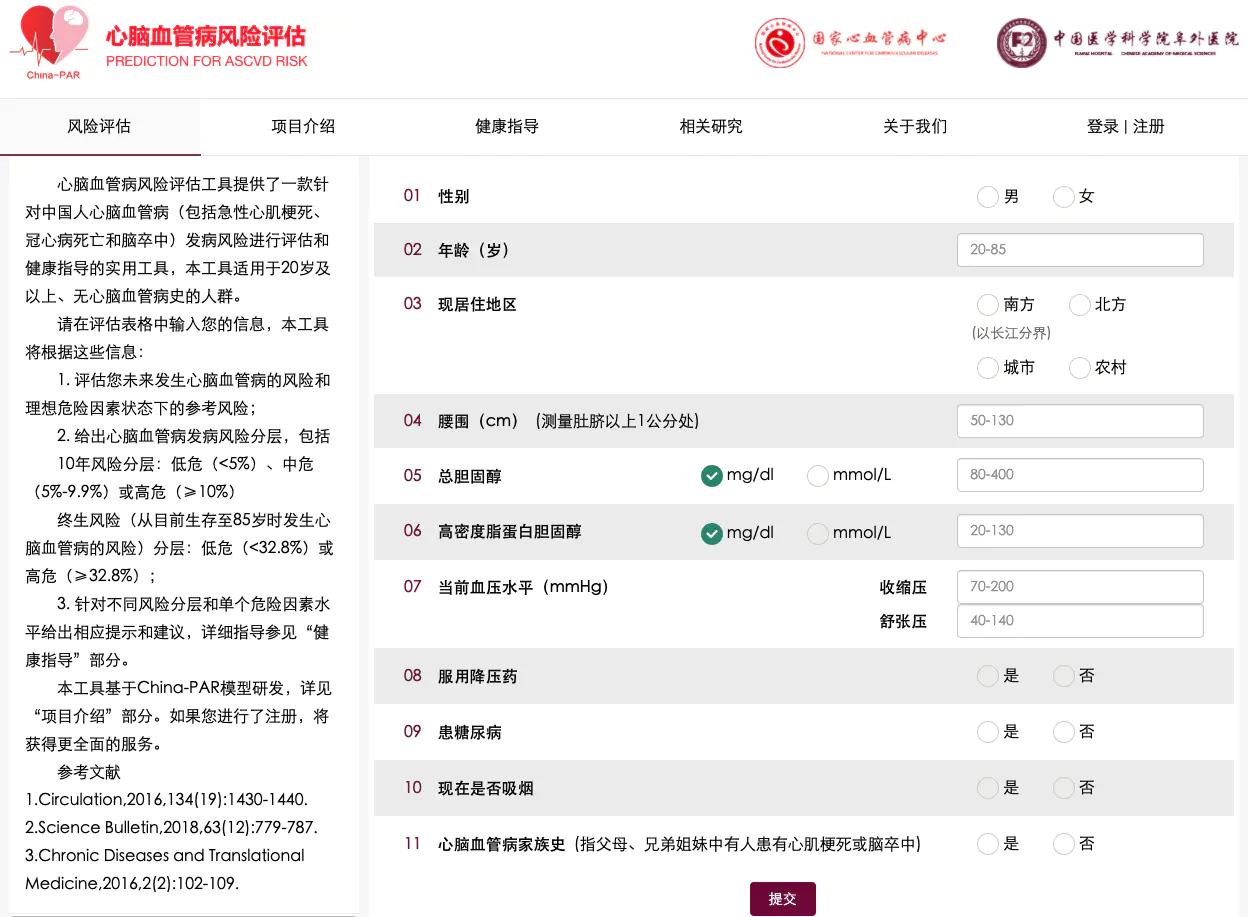 心脑血管病风险评估
PREDICTION FOR ASCVD RISK
China-PAR
国家心血管病中心
NATIONAL CENTER FOR CARDIOVASCULAR DISEASES
中国医学科学院阜外医院
FUWAI HOSPITAL CHINESE ACADEMY OF MEDICAL SCIENCES
风险评估
项目介绍
健康指导
相关研究
关于我们
登录 | 注册
心脑血管病风险评估工具提供了一款针
对中国人心脑血管病（包括急性心肌梗死、
冠心病死亡和脑卒中）发病风险进行评估和
健康指导的实用工具，本工具适用于20岁及
以上、无心脑血管病史的人群。
请在评估表格中输入您的信息，本工具
将根据这些信息：
1. 评估您未来发生心脑血管病的风险和
理想危险因素状态下的参考风险；
2. 给出心脑血管病发病风险分层，包括
10年风险分层：低危（<5%）、中危
（5%-9.9%）或高危（≥10%）
终生风险（从目前生存至85岁时发生心
脑血管病的风险）分层：低危（<32.8%）或
高危（≥32.8%）；
3. 针对不同风险分层和单个危险因素水
平给出相应提示和建议，详细指导参见“健
康指导”部分。
本工具基于China-PAR模型研发，详见
“项目介绍”部分。如果您进行了注册，将
获得更全面的服务。
参考文献
1.Circulation,2016,134(19):1430-1440.
2.Science Bulletin,2018,63(12):779-787.
3.Chronic Diseases and Translational
Medicine,2016,2(2):102-109.
01 性别 男 女
02 年龄（岁） 20-85
03 现居住地区 南方 北方
(以长江分界)
城市 农村
04 腰围（cm） (测量肚脐以上1公分处) 50-130
05 总胆固醇 mg/dl mmol/L 80-400
06 高密度脂蛋白胆固醇 mg/dl mmol/L 20-130
07 当前血压水平（mmHg） 收缩压 70-200
舒张压 40-140
08 服用降压药 是 否
09 患糖尿病 是 否
10 现在是否吸烟 是 否
11 心脑血管病家族史 (指父母、兄弟姐妹中有人患有心肌梗死或脑卒中) 是 否
提交